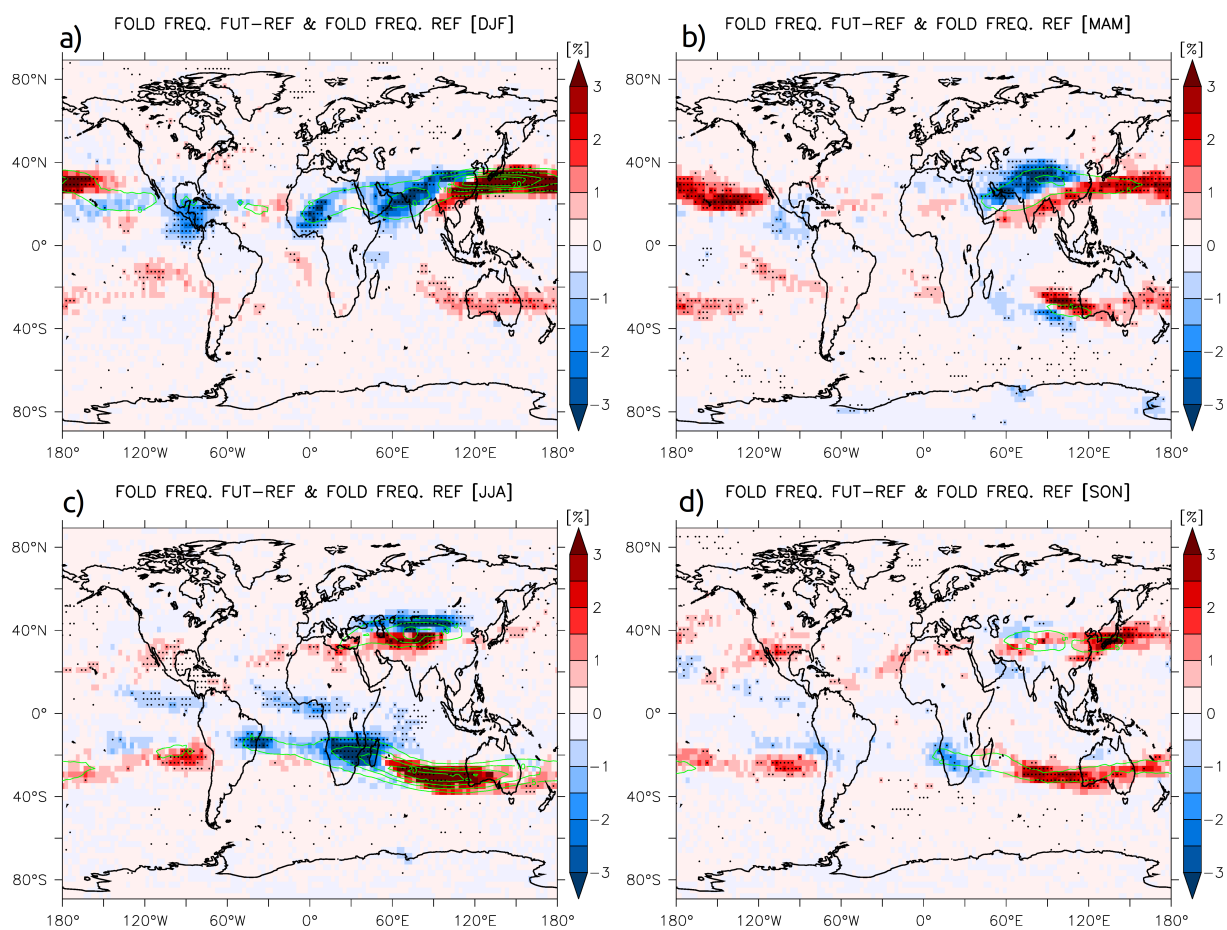 a) FOLD FREQ. FUT-REF & FOLD FREQ. REF [DJF]
[%]
80°N
40°N
0°
40°S
80°S
180° 120°W 60°W 0° 60°E 120°E 180°
3
2
1
0
-1
-2
-3
b) FOLD FREQ. FUT-REF & FOLD FREQ. REF [MAM]
[%]
80°N
40°N
0°
40°S
80°S
180° 120°W 60°W 0° 60°E 120°E 180°
3
2
1
0
-1
-2
-3
c) FOLD FREQ. FUT-REF & FOLD FREQ. REF [JJA]
[%]
80°N
40°N
0°
40°S
80°S
180° 120°W 60°W 0° 60°E 120°E 180°
3
2
1
0
-1
-2
-3
d) FOLD FREQ. FUT-REF & FOLD FREQ. REF [SON]
[%]
80°N
40°N
0°
40°S
80°S
180° 120°W 60°W 0° 60°E 120°E 180°
3
2
1
0
-1
-2
-3